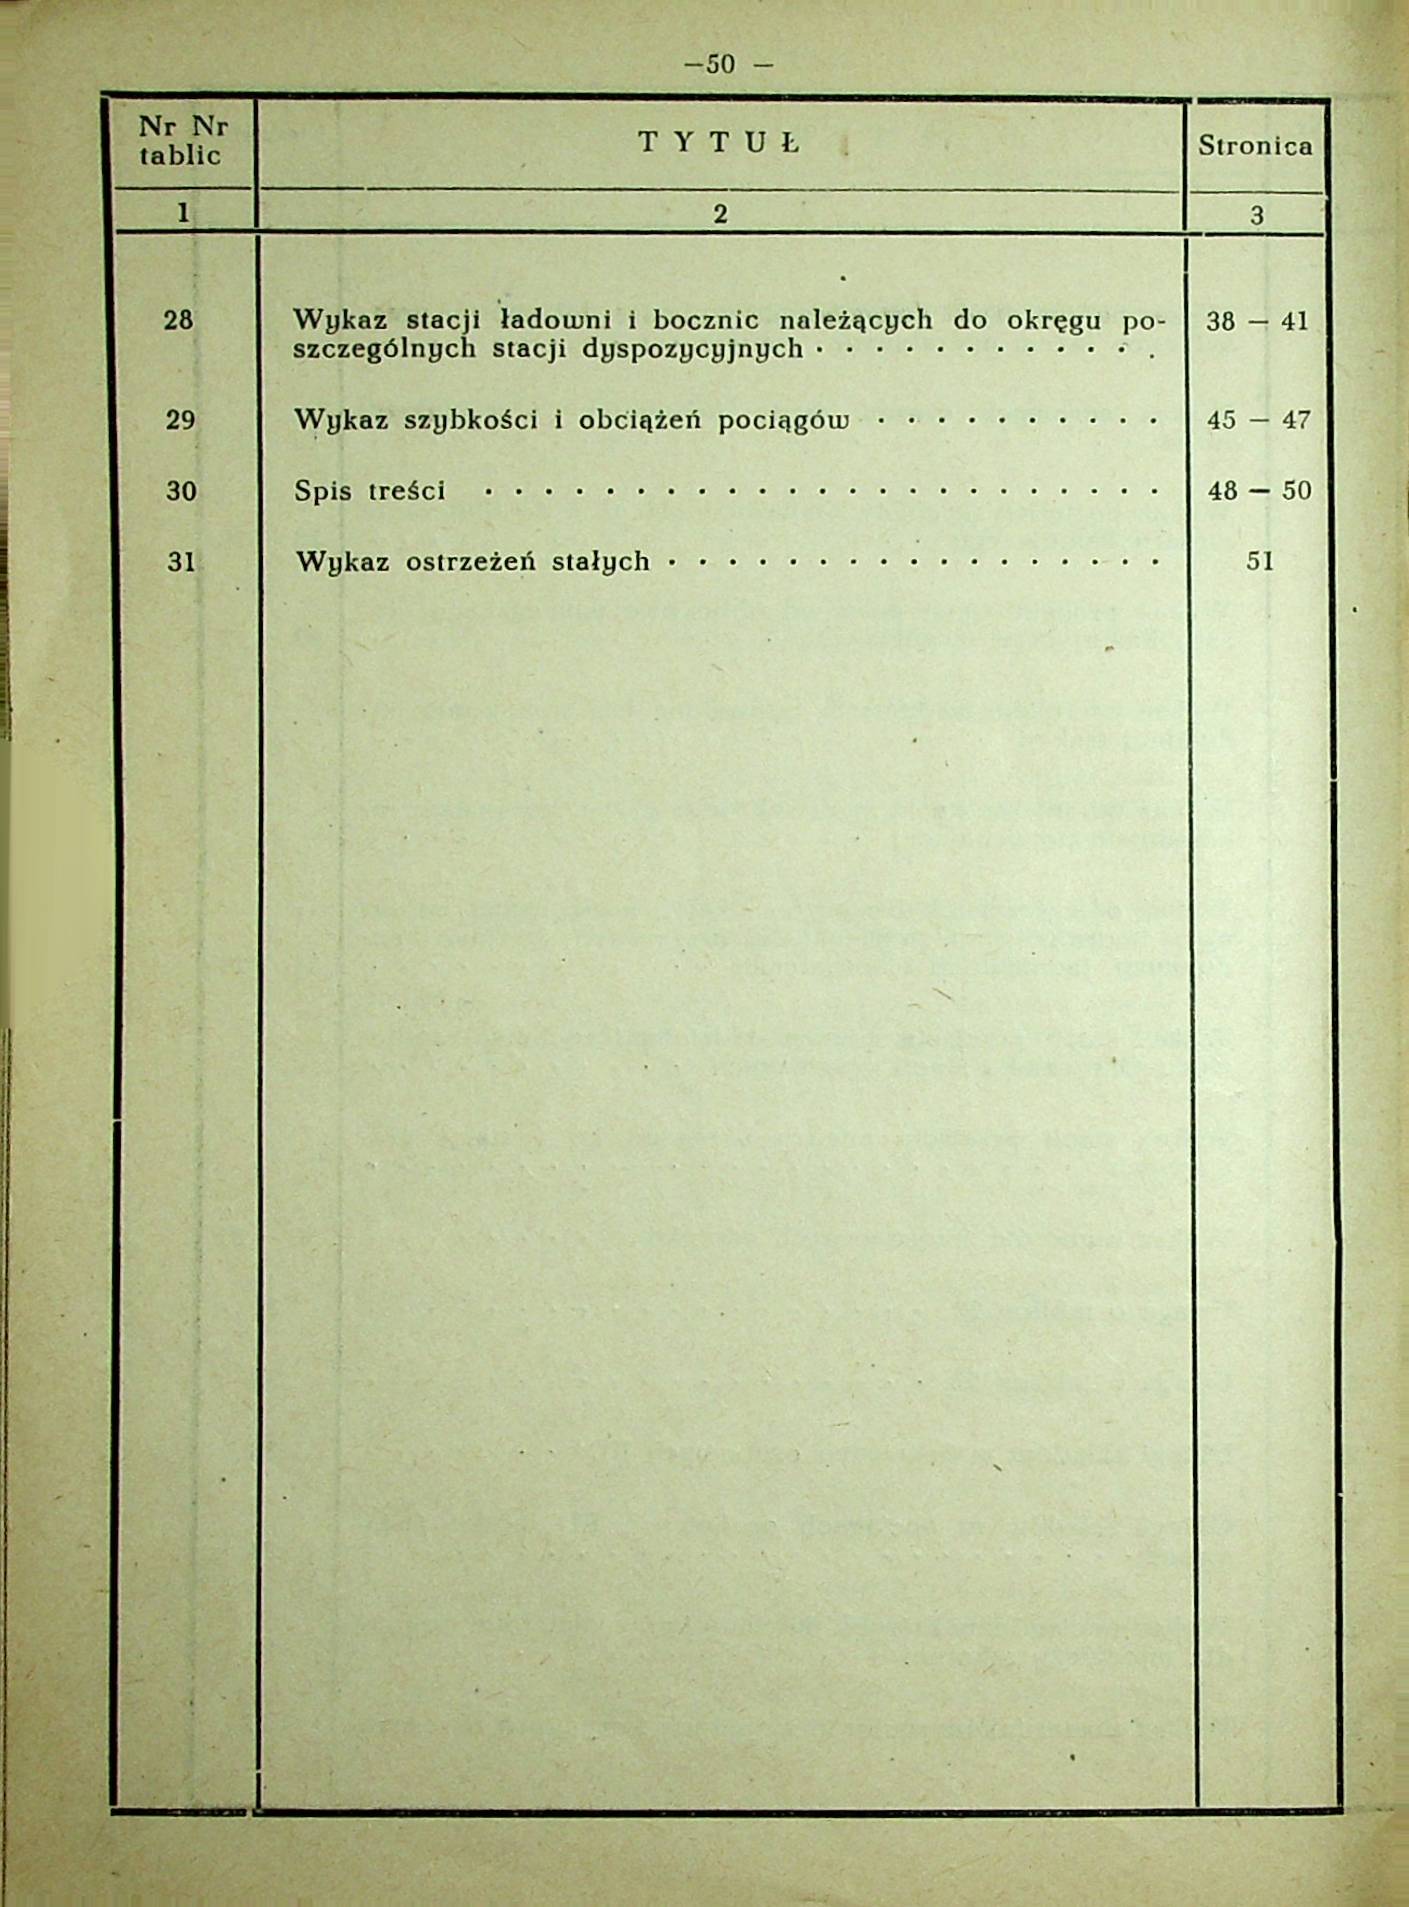 —50 —
Nr Nr tablic
TYTUŁ
Stronica
1 2 3
28 Wykaz stacji ładowni i bocznic należących do okręgu po- 38 — 41
szczególnych stacji dyspozycyjnych . . . . . . . . . . . .
29 Wykaz szybkości i obciążeń pociągów . . . . . . . . . . 45 — 47
30 Spis treści . . . . . . . . . . . . . . . . . . . . . . . 48 — 50
31 Wykaz ostrzeżeń stałych . . . . . . . . . . . . . . . . . 51